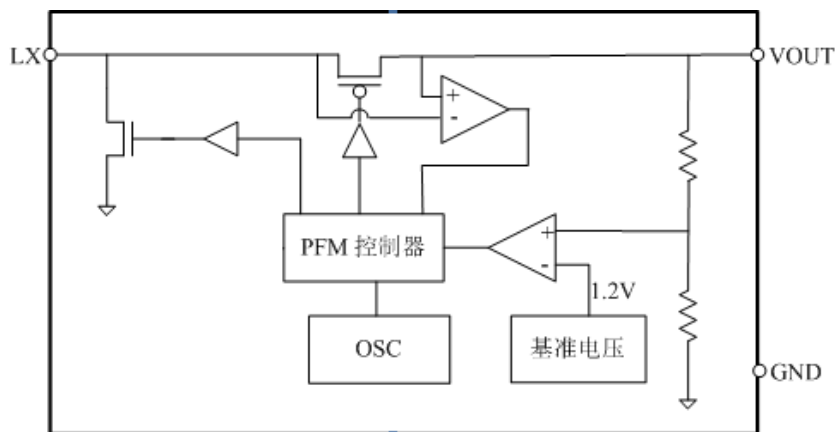 LX
VOUT
+
-
PFM 控制器
+
-
1.2V
OSC
基准电压
GND